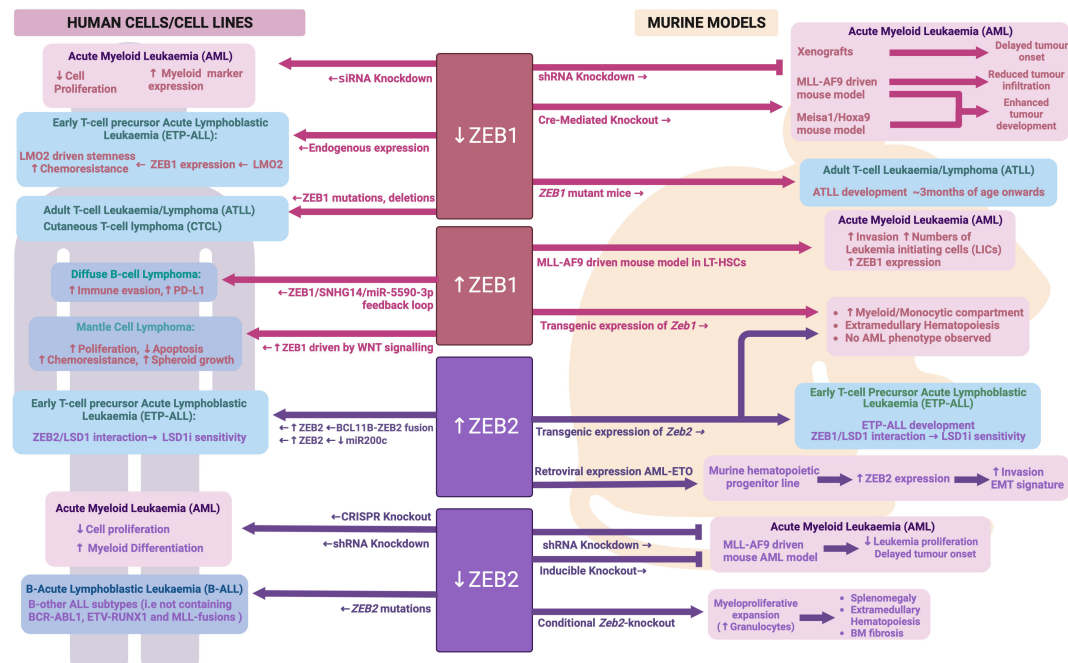 HUMAN CELLS/CELL LINES
MURINE MODELS
Acute Myeloid Leukaemia (AML)
↓Cell
Proliferation
↑ Myeloid marker
expression
←siRNA Knockdown
Early T-cell precursor Acute Lymphoblastic
Leukaemia (ETP-ALL):
LMO2 driven stemness
↑Chemoresistance
← ZEB1 expression ← LMO2
←Endogenous expression
←ZEB1 mutations, deletions
Adult T-cell Leukaemia/Lymphoma (ATLL)
Cutaneous T-cell lymphoma (CTCL)
↓ZEB1
shRNA Knockdown →
Cre-Mediated Knockout →
ZEB1 mutant mice→
Acute Myeloid Leukaemia (AML)
Xenografts
Delayed tumour
onset
MLL-AF9 driven
mouse model
Reduced tumour
infiltration
Meisa1/Hoxa9
mouse model
Enhanced
tumour
development
Adult T-cell Leukaemia/Lymphoma (ATLL)
ATLL development ~3months of age onwards
Diffuse B-cell Lymphoma:
↑Immune evasion,↑PD-L1
←ZEB1/SNHG14/miR-5590-3p
feedback loop
Mantle Cell Lymphoma:
↑Poliferation, ↓Apoptosis
↑Chemoresistance, ↑Spheroid growth
←↑ZEB1 driven by WNT signalling
↑ZEB1
MLL-AF9 driven mouse model in LT-HSCs
Transgenic expression of Zeb1 →
Acute Myeloid Leukaemia (AML)
↑Invasion ↑Numbers of
Leukemia initiating cells (LICs)
↑ZEB1 expression
• ↑Myeloid/Monocytic compartment
• Extramedullary Hematopoiesis
• No AML phenotype observed
Early T-cell precursor Acute Lymphoblastic
Leukaemia (ETP-ALL):
ZEB2/LSD1 interaction→ LSD1i sensitivity
← ↑ZEB2 ←BCL11B-ZEB2 fusion
← ↑ZEB2 ←↓miR200c
↑ZEB2
Transgenic expression of Zeb2 →
Retroviral expression AML-ETO
Early T-cell Precursor Acute Lymphoblastic
Leukaemia (ETP-ALL)
ETP-ALL development
ZEB1/LSD1 interaction → LSD1i sensitivity
Murine hematopoietic
progenitor line
↑ZEB2 expression
↑Invasion
EMT signature
Acute Myeloid Leukaemia (AML)
↓Cell proliferation
↑ Myeloid Differentiation
←CRISPR Knockout
←shRNA Knockdown
B-Acute Lymphoblastic Leukaemia (B-ALL)
B-other ALL subtypes (i.e not containing
BCR-ABL1, ETV-RUNX1 and MLL-fusions )
←ZEB2 mutations
↓ZEB2
shRNA Knockdown →
Inducible Knockout→
Conditional Zeb2-knockout
Acute Myeloid Leukaemia (AML)
MLL-AF9 driven
mouse AML model
↓Leukemia proliferation
Delayed tumour onset
Myeloproliferative
expansion
(↑Granulocytes)
• Splenomegaly
• Extramedullary
Hematopoiesis
• BM fibrosis